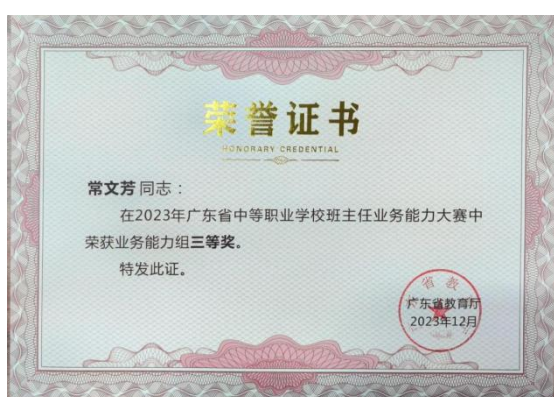 荣誉证书
HONORARY CREDENTIAL
常文芳同志：
在2023年广东省中等职业学校班主任业务能力大赛中
荣获业务能力组三等奖。
特发此证。
广东省教育厅
2023年12月